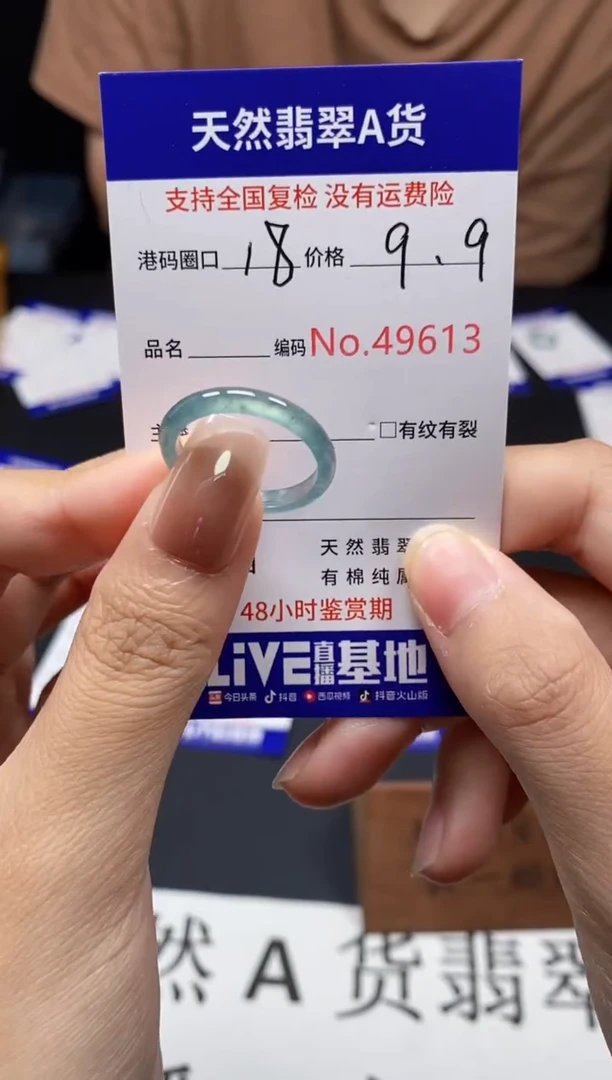 天然翡翠A货
支持全国复检 没有运费险
港码圈口 18 价格 9.9
品名 编码 No.49613
□有纹有裂
天然翡翠
有棉纯属
48小时鉴赏期
LiVE直播基地
今日头条 抖音 西瓜视频 抖音火山版
然A货翡翠